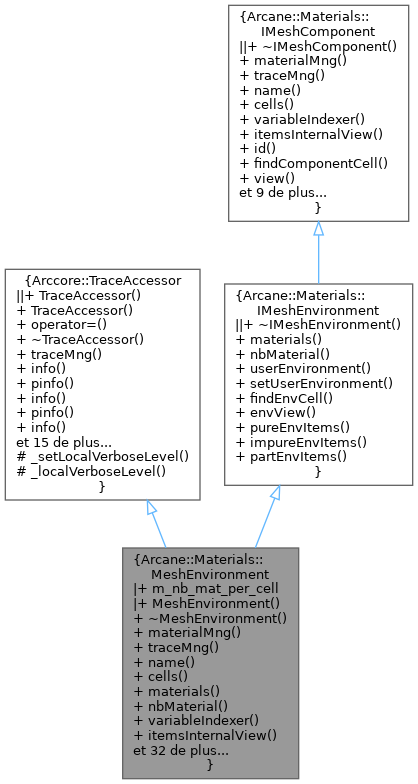 {Arcane::Materials::
IMeshComponent
||+ ~IMeshComponent()
+ materialMng()
+ traceMng()
+ name()
+ cells()
+ variableIndexer()
+ itemsInternalView()
+ id()
+ findComponentCell()
+ view()
et 9 de plus...
}
{Arccore::TraceAccessor
||+ TraceAccessor()
+ TraceAccessor()
+ operator=()
+ ~TraceAccessor()
+ traceMng()
+ info()
+ pinfo()
+ info()
+ pinfo()
+ info()
et 15 de plus...
# _setLocalVerboseLevel()
# _localVerboseLevel()
}
{Arcane::Materials::
IMeshEnvironment
||+ ~IMeshEnvironment()
+ materials()
+ nbMaterial()
+ userEnvironment()
+ setUserEnvironment()
+ findEnvCell()
+ envView()
+ pureEnvItems()
+ impureEnvItems()
+ partEnvItems()
}
{Arcane::Materials::
MeshEnvironment
|+ m_nb_mat_per_cell
|+ MeshEnvironment()
+ ~MeshEnvironment()
+ materialMng()
+ traceMng()
+ name()
+ cells()
+ materials()
+ nbMaterial()
+ variableIndexer()
+ itemsInternalView()
et 32 de plus...
}